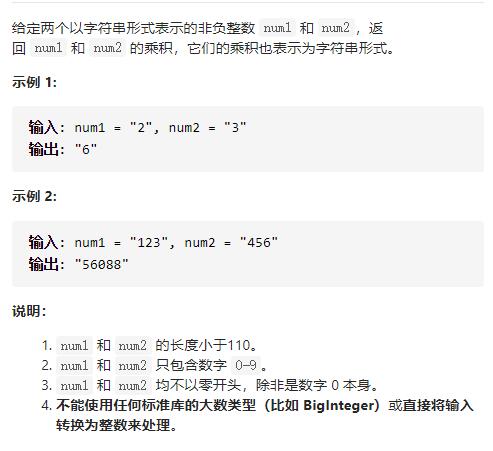 给定两个以字符串形式表示的非负整数 num1 和 num2，返
回 num1 和 num2 的乘积，它们的乘积也表示为字符串形式。
示例 1:
输入: num1 = "2", num2 = "3"
输出: "6"
示例 2:
输入: num1 = "123", num2 = "456"
输出: "56088"
说明：
1. num1 和 num2 的长度小于110。
2. num1 和 num2 只包含数字 0-9。
3. num1 和 num2 均不以零开头，除非是数字 0 本身。
4. 不能使用任何标准库的大数类型（比如 BigInteger）或直接将输入
转换为整数来处理。